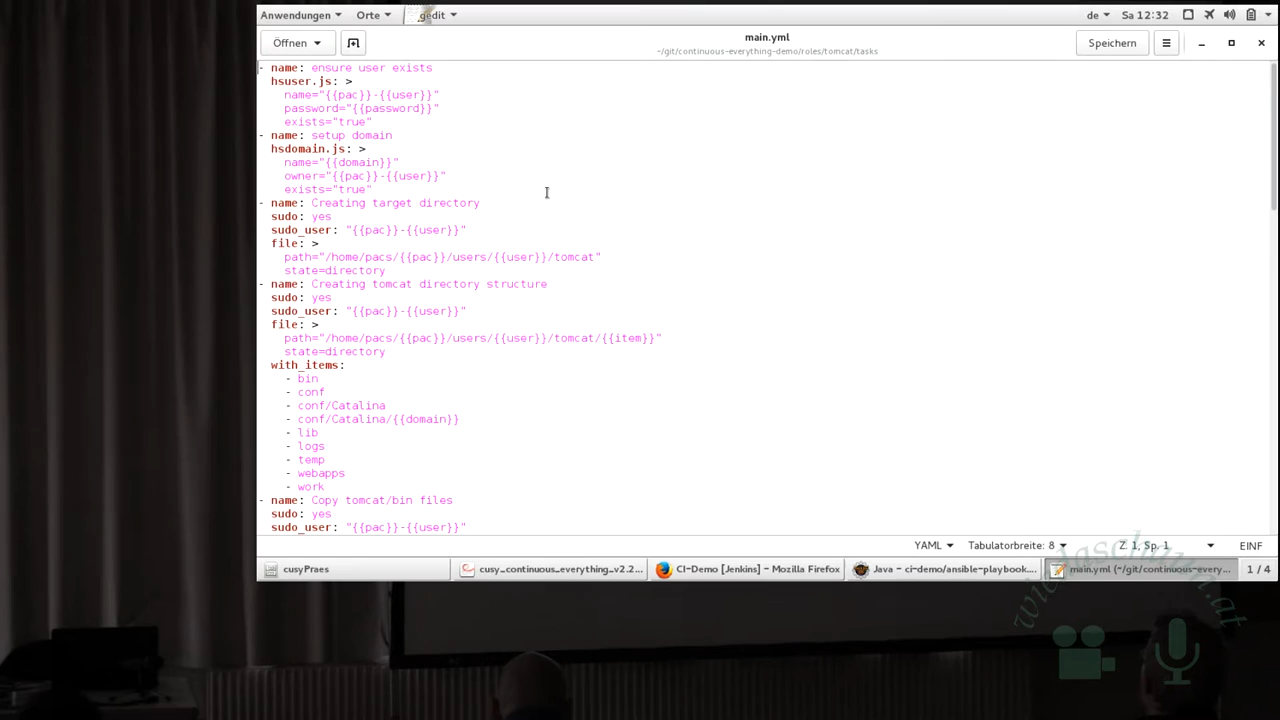 Anwendungen Orte gedit de Sa 12:32
Öffnen main.yml Speichern
~/git/continuous-everything-demo/roles/tomcat/tasks
- name: ensure user exists
hsuser.js: >
name="{{pac}}-{{user}}"
password="{{password}}"
exists="true"
- name: setup domain
hsdomain.js: >
name="{{domain}}"
owner="{{pac}}-{{user}}"
exists="true"
- name: Creating target directory
sudo: yes
sudo_user: "{{pac}}-{{user}}"
file: >
path="/home/pacs/{{pac}}/users/{{user}}/tomcat"
state=directory
- name: Creating tomcat directory structure
sudo: yes
sudo_user: "{{pac}}-{{user}}"
file: >
path="/home/pacs/{{pac}}/users/{{user}}/tomcat/{{item}}"
state=directory
with_items:
- bin
- conf
- conf/Catalina
- conf/Catalina/{{domain}}
- lib
- logs
- temp
- webapps
- work
- name: Copy tomcat/bin files
sudo: yes
sudo_user: "{{pac}}-{{user}}"
YAML Tabulatorbreite: 8 Z. 1, Sp. 1 EINF
cusyPraes cusy_continuous_everything_v2.2... CI-Demo [Jenkins] – Mozilla Firefox Java – ci-demo/ansible-playbook.... main.yml (~/git/continuous-every... 1 / 4
wiedaschaun.at